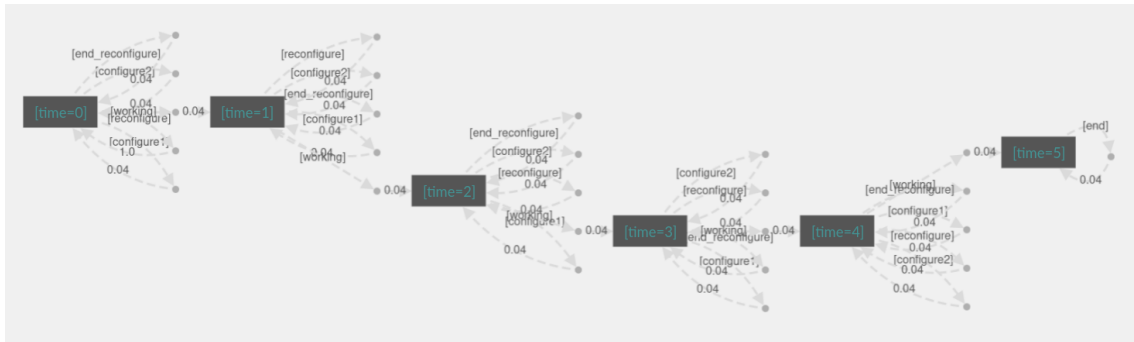 [end_reconfigure]
[configure2]
0.04
0.04
[time=0]
[working]
0.04
[reconfigure]
[configure1]
1.0
0.04
[reconfigure]
[configure2]
0.04
[end_reconfigure]
[time=1]
0.04
[configure1]
0.04
0.04
[working]
0.04
[end_reconfigure]
[configure2]
0.04
[reconfigure]
0.04
[time=2]
0.04
[working]
[configure1]
0.04
0.04
[configure2]
[reconfigure]
0.04
0.04
[time=3]
[working]
0.04
[end_reconfigure]
[configure1]
0.04
0.04
[working]
[end_reconfigure]
[configure1]
0.04
[time=4]
[reconfigure]
0.04
[configure2]
0.04
0.04
0.04
[time=5]
[end]
0.04